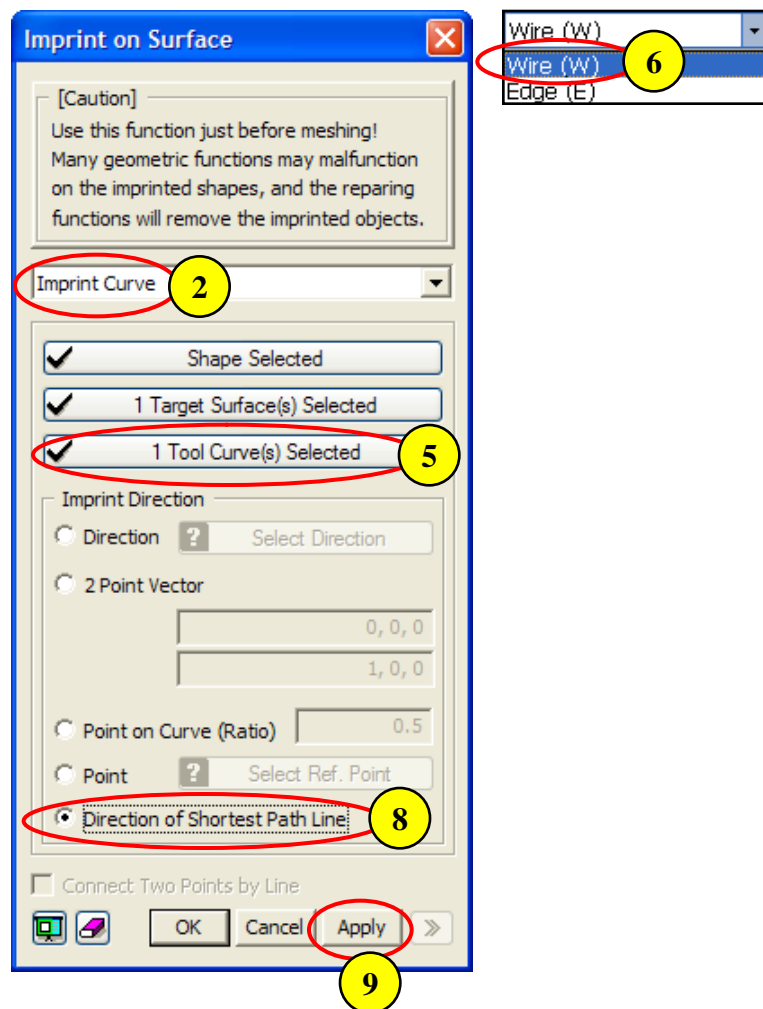 Imprint on Surface
[Caution]
Use this function just before meshing!
Many geometric functions may malfunction
on the imprinted shapes, and the reparing
functions will remove the imprinted objects.
Imprint Curve
2
Shape Selected
1 Target Surface(s) Selected
1 Tool Curve(s) Selected
5
Imprint Direction
Direction ? Select Direction
2 Point Vector
0, 0, 0
1, 0, 0
Point on Curve (Ratio) 0.5
Point ? Select Ref. Point
Direction of Shortest Path Line
8
Connect Two Points by Line
OK Cancel Apply »
9
Wire (W)
Wire (W)
6
Edge (E)